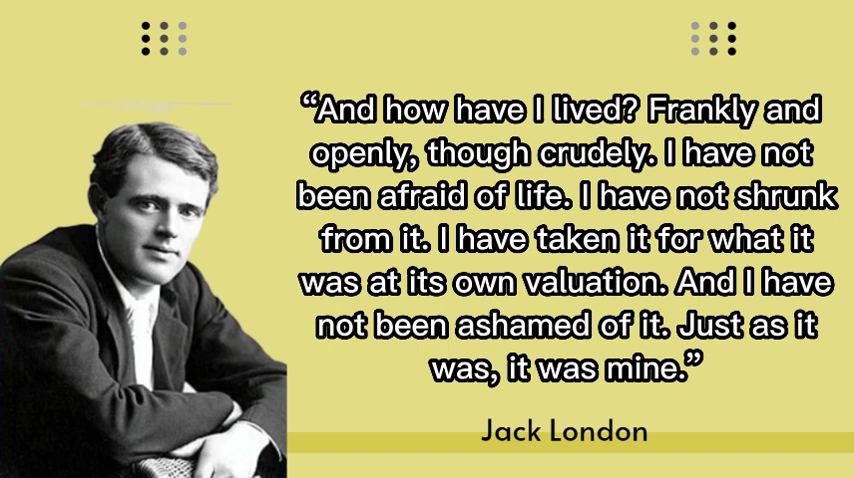 “And how have I lived? Frankly and
openly, though crudely. I have not
been afraid of life. I have not shrunk
from it. I have taken it for what it
was at its own valuation. And I have
not been ashamed of it. Just as it
was, it was mine.”
Jack London